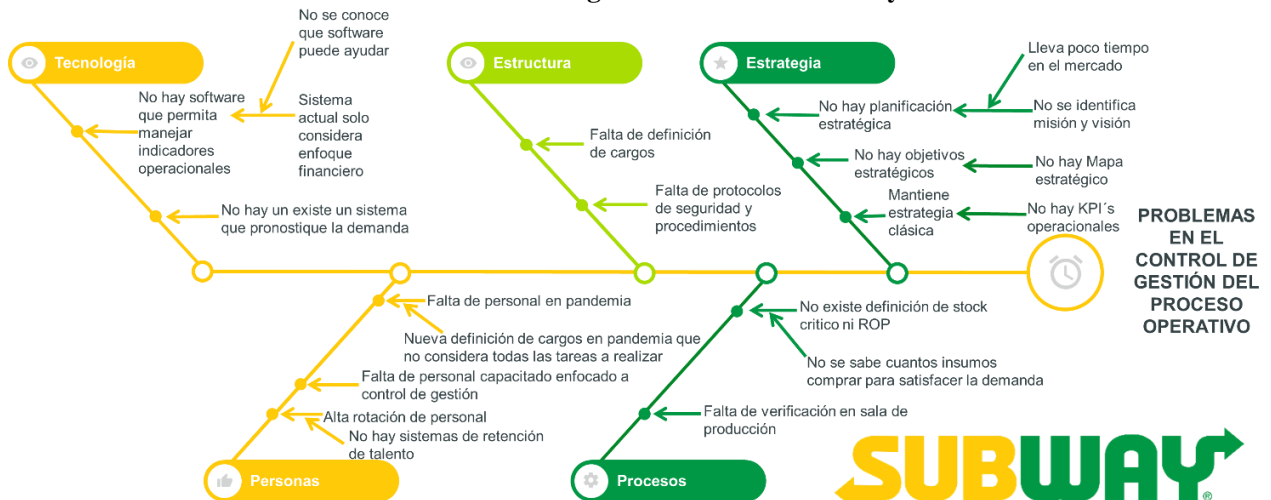 Tecnología
No se conoce
que software
puede ayudar
No hay software
que permita
manejar
indicadores
operacionales
Sistema
actual solo
considera
enfoque
financiero
No hay un existe un sistema
que pronostique la demanda
Estructura
Falta de definición
de cargos
Falta de protocolos
de seguridad y
procedimientos
Estrategia
Lleva poco tiempo
en el mercado
No hay planificación
estratégica
No se identifica
misión y visión
No hay objetivos
estratégicos
No hay Mapa
estratégico
Mantiene
estrategia
clásica
No hay KPI´s
operacionales
PROBLEMAS
EN EL
CONTROL DE
GESTIÓN DEL
PROCESO
OPERATIVO
Falta de personal en pandemia
Nueva definición de cargos en pandemia que
no considera todas las tareas a realizar
Falta de personal capacitado enfocado a
control de gestión
Alta rotación de personal
No hay sistemas de retención
de talento
Personas
No existe definición de stock
critico ni ROP
No se sabe cuantos insumos
comprar para satisfacer la demanda
Falta de verificación en sala de
producción
Procesos
SUBWAY
®